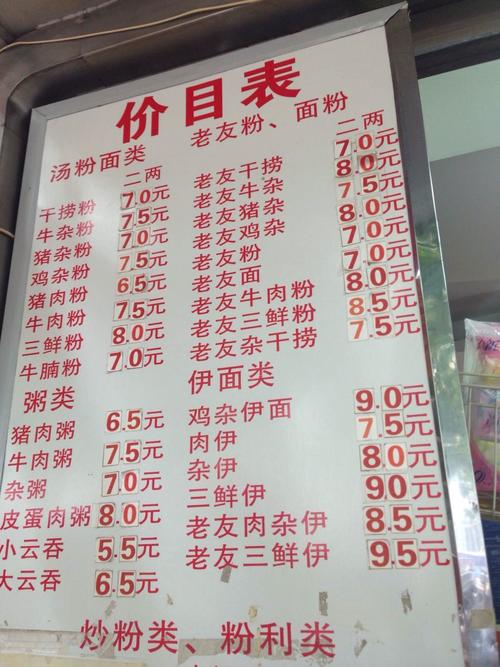 价目表
汤粉面类
二两
干捞粉 7.0元
牛杂粉 7.5元
猪杂粉 7.0元
鸡杂粉 7.5元
猪肉粉 6.5元
牛肉粉 7.5元
三鲜粉 8.0元
牛腩粉 7.0元
粥类
猪肉粥 6.5元
牛肉粥 7.5元
杂粥 7.0元
皮蛋肉粥 8.0元
小云吞 5.5元
大云吞 6.5元
老友粉、面粉
二两
老友干捞 7.0元
老友牛杂 8.0元
老友猪杂 7.5元
老友鸡杂 8.0元
老友粉 7.0元
老友面 7.0元
老友牛肉粉 8.0元
老友三鲜粉 8.5元
老友杂干捞 7.5元
伊面类
鸡杂伊面 9.0元
肉伊 7.5元
杂伊 8.0元
三鲜伊 90元
老友肉杂伊 8.5元
老友三鲜伊 9.5元
炒粉类、粉利类